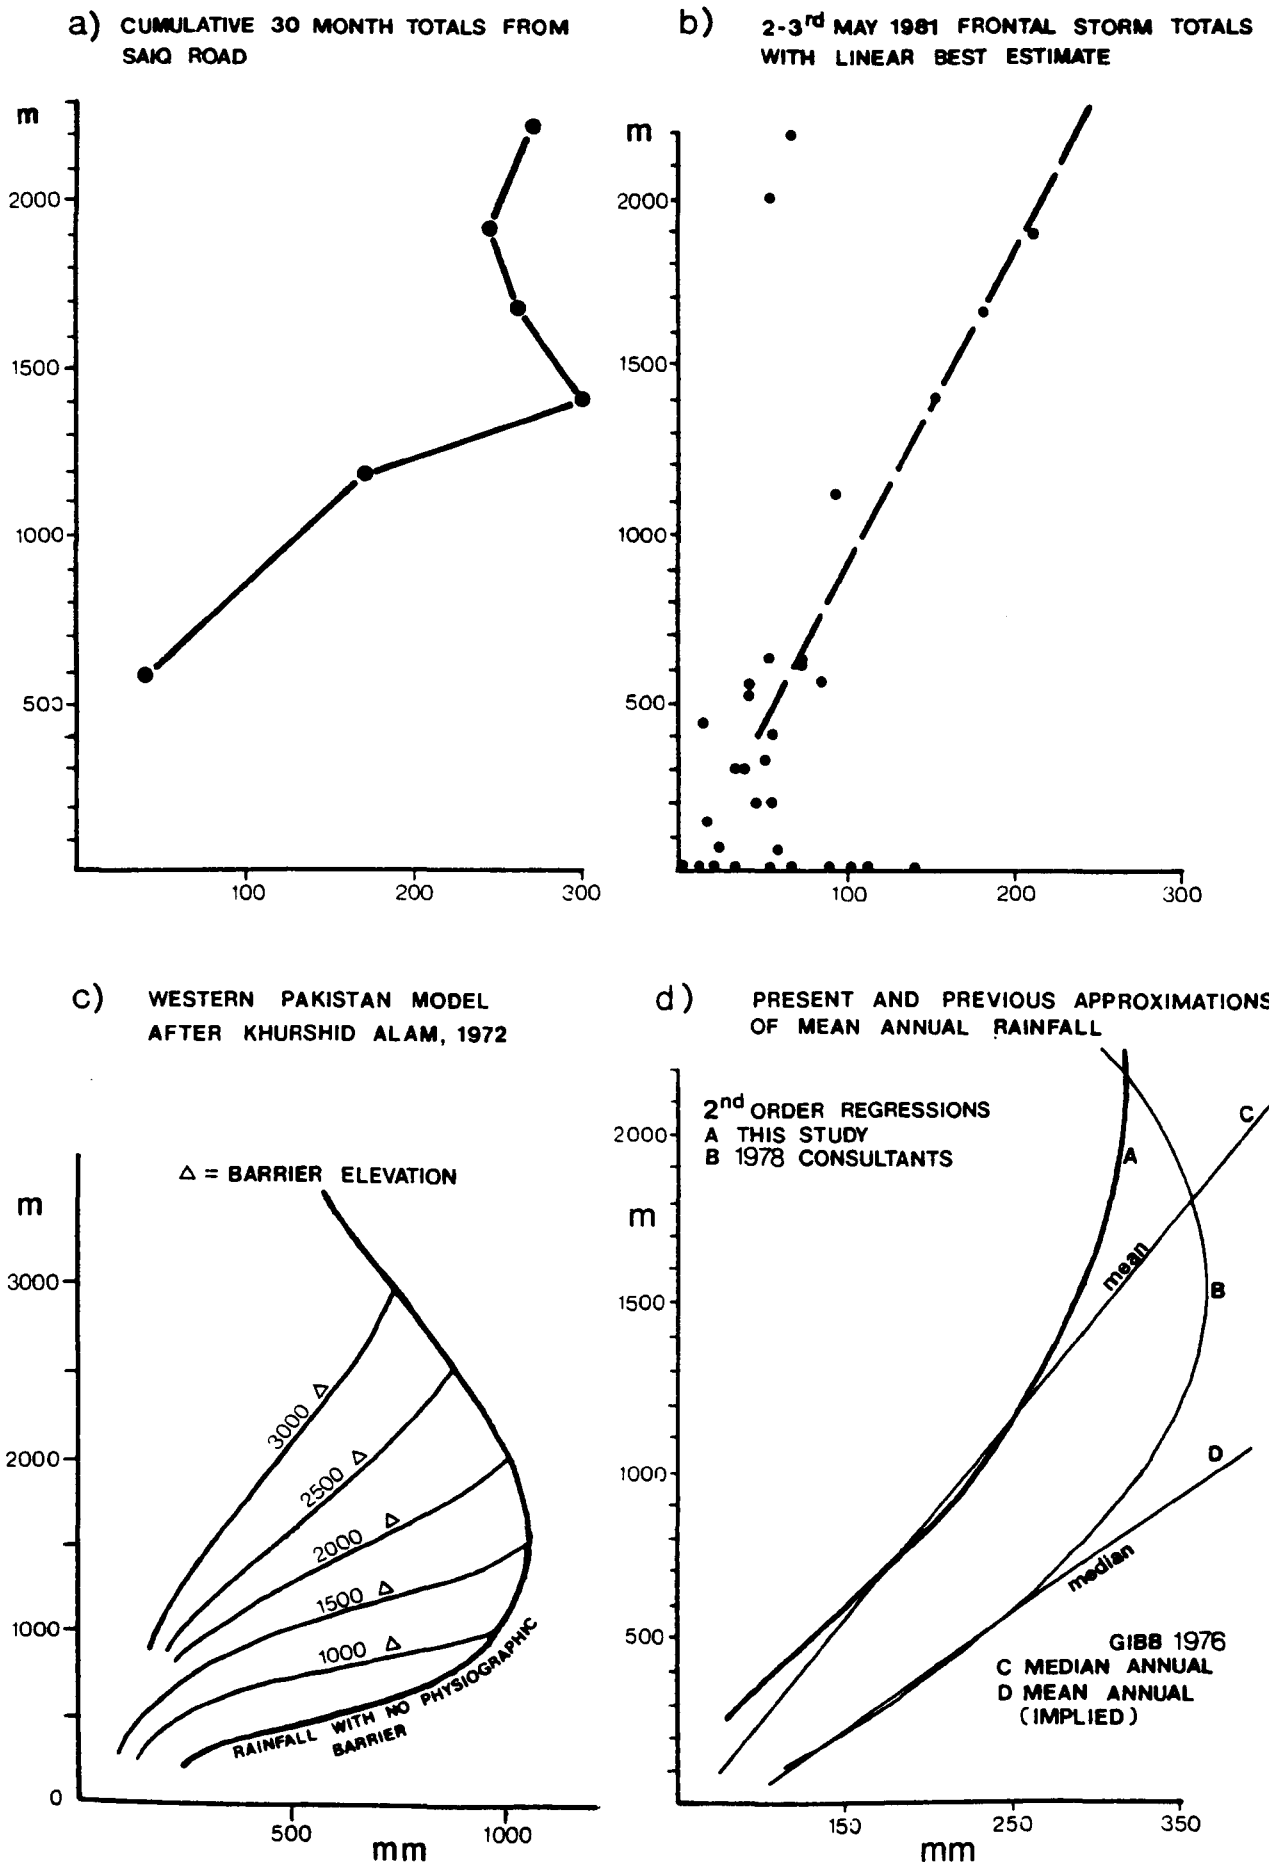 a) CUMULATIVE 30 MONTH TOTALS FROM
SAIQ ROAD
m
2000
1500
1000
500
100 200 300
b) 2-3rd MAY 1981 FRONTAL STORM TOTALS
WITH LINEAR BEST ESTIMATE
m
2000
1500
1000
500
100 200 300
c) WESTERN PAKISTAN MODEL
AFTER KHURSHID ALAM, 1972
Δ = BARRIER ELEVATION
m
3000
2000
1000
0
3000 Δ
2500 Δ
2000 Δ
1500 Δ
1000 Δ
RAINFALL WITH NO PHYSIOGRAPHIC
BARRIER
500 1000
mm
d) PRESENT AND PREVIOUS APPROXIMATIONS
OF MEAN ANNUAL RAINFALL
2nd ORDER REGRESSIONS
A THIS STUDY
B 1978 CONSULTANTS
m
2000
1500
1000
500
C
A
mean
B
D
median
GIBB 1976
C MEDIAN ANNUAL
D MEAN ANNUAL
(IMPLIED)
150 250 350
mm